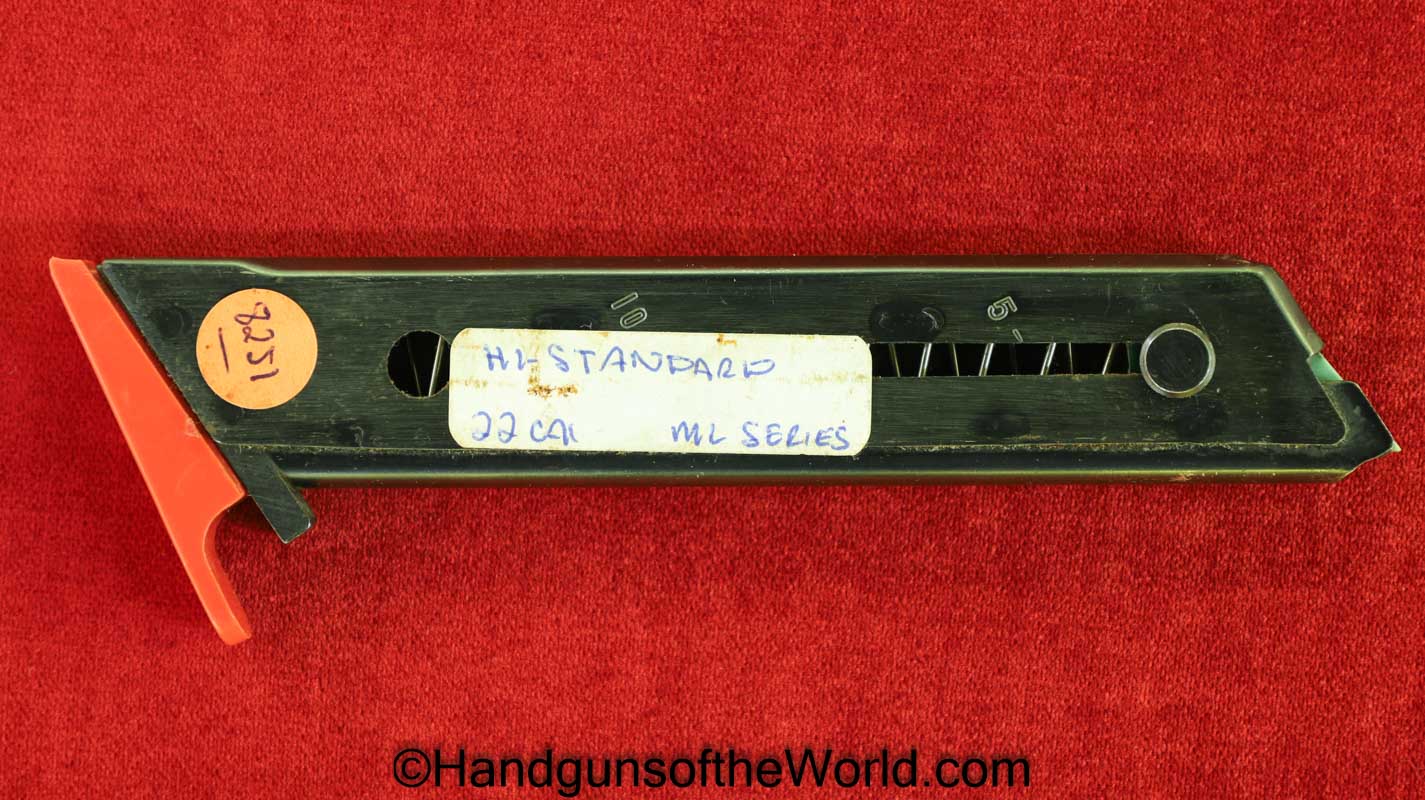 8251
10
5
HI-STANDARD
22 CAL
ML SERIES
©HandgunsoftheWorld.com